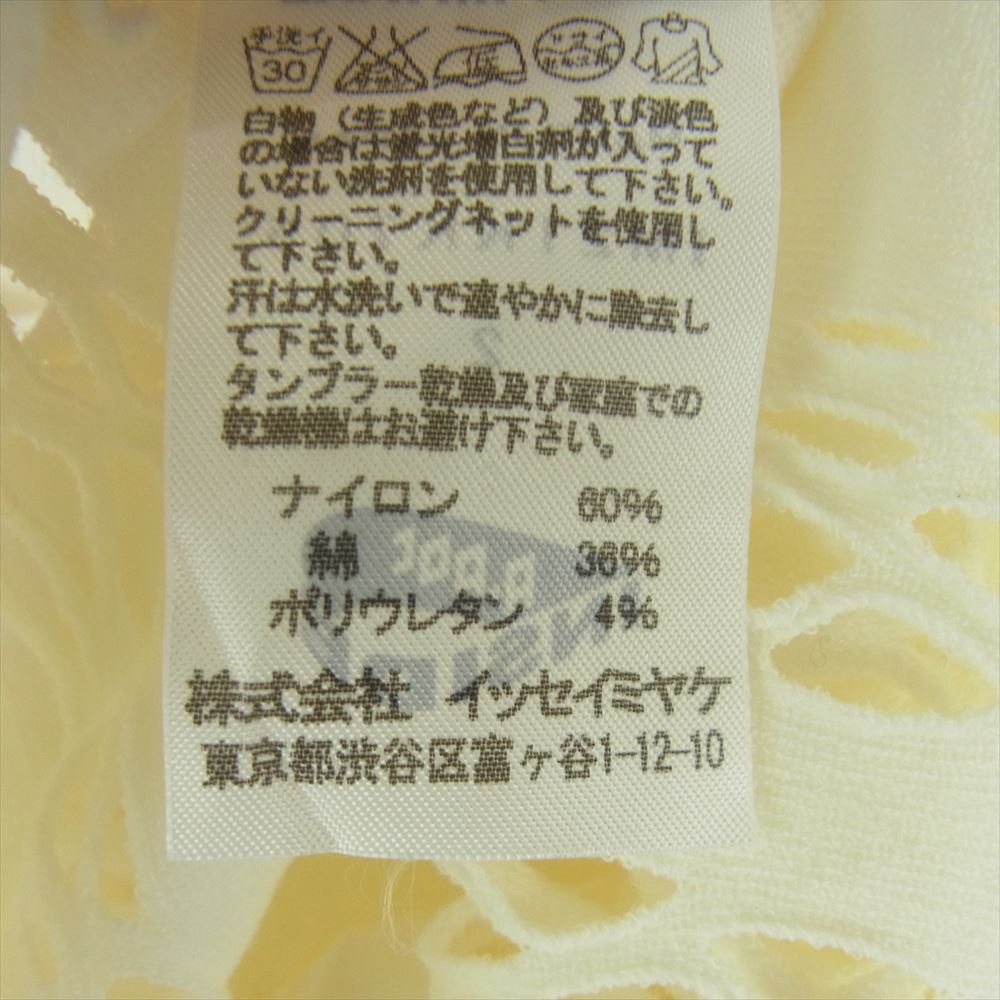 手洗イ
30
低
白物（生成色など）及び淡色
の場合は蛍光増白剤が入って
いない洗剤を使用して下さい。
クリーニングネットを使用し
て下さい。
汗は水洗いで速やかに除去し
て下さい。
タンブラー乾燥及び家庭での
乾燥機はお避け下さい。
ナイロン 60%
綿 36%
ポリウレタン 4%
株式会社 イッセイミヤケ
東京都渋谷区富ヶ谷1-12-10